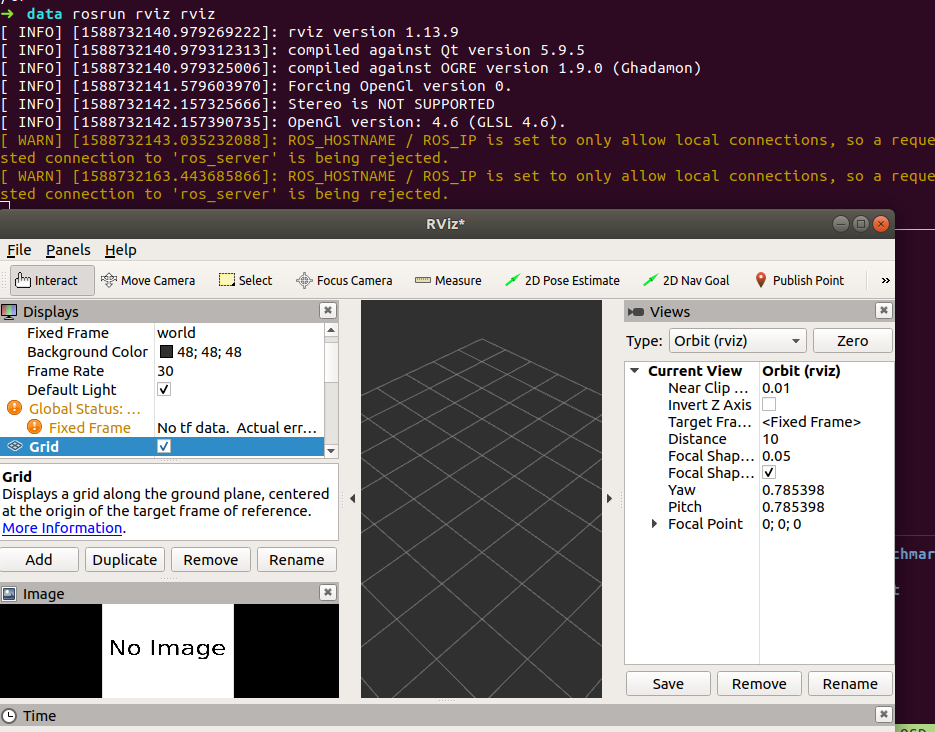 ➜ data rosrun rviz rviz
[ INFO] [1588732140.979269222]: rviz version 1.13.9
[ INFO] [1588732140.979312313]: compiled against Qt version 5.9.5
[ INFO] [1588732140.979325006]: compiled against OGRE version 1.9.0 (Ghadamon)
[ INFO] [1588732141.579603970]: Forcing OpenGl version 0.
[ INFO] [1588732142.157325666]: Stereo is NOT SUPPORTED
[ INFO] [1588732142.157390735]: OpenGl version: 4.6 (GLSL 4.6).
[ WARN] [1588732143.035232088]: ROS_HOSTNAME / ROS_IP is set to only allow local connections, so a reque
sted connection to 'ros_server' is being rejected.
[ WARN] [1588732163.443685866]: ROS_HOSTNAME / ROS_IP is set to only allow local connections, so a reque
sted connection to 'ros_server' is being rejected.
RViz*
File Panels Help
Interact Move Camera Select Focus Camera Measure 2D Pose Estimate 2D Nav Goal Publish Point »
Displays
Fixed Frame world
Background Color 48; 48; 48
Frame Rate 30
Default Light ✓
Global Status: ...
Fixed Frame No tf data. Actual err...
Grid ✓
Grid
Displays a grid along the ground plane, centered
at the origin of the target frame of reference.
More Information.
Add Duplicate Remove Rename
Image
No Image
Time
Views
Type: Orbit (rviz) Zero
Current View Orbit (rviz)
Near Clip ... 0.01
Invert Z Axis
Target Fra... <Fixed Frame>
Distance 10
Focal Shap... 0.05
Focal Shap... ✓
Yaw 0.785398
Pitch 0.785398
Focal Point 0; 0; 0
Save Remove Rename
chmar
t